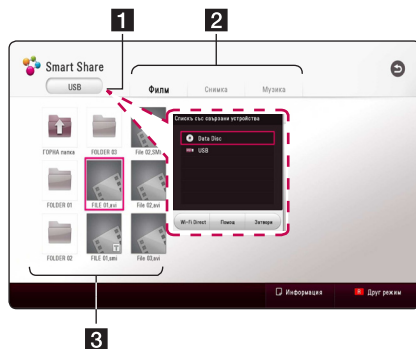 1
2
Smart Share
USB
Филм
Снимка
Музика
ГОРНА папка
FOLDER 03
File 02,SMI
FOLDER 01
FILE 01.avi
File 02.avi
FOLDER 02
FILE 01.smi
File 03.avi
Списък със свързани устройства
Data Disc
USB
Wi-Fi Direct
Помощ
Затвори
Информация
R Друг режим
3